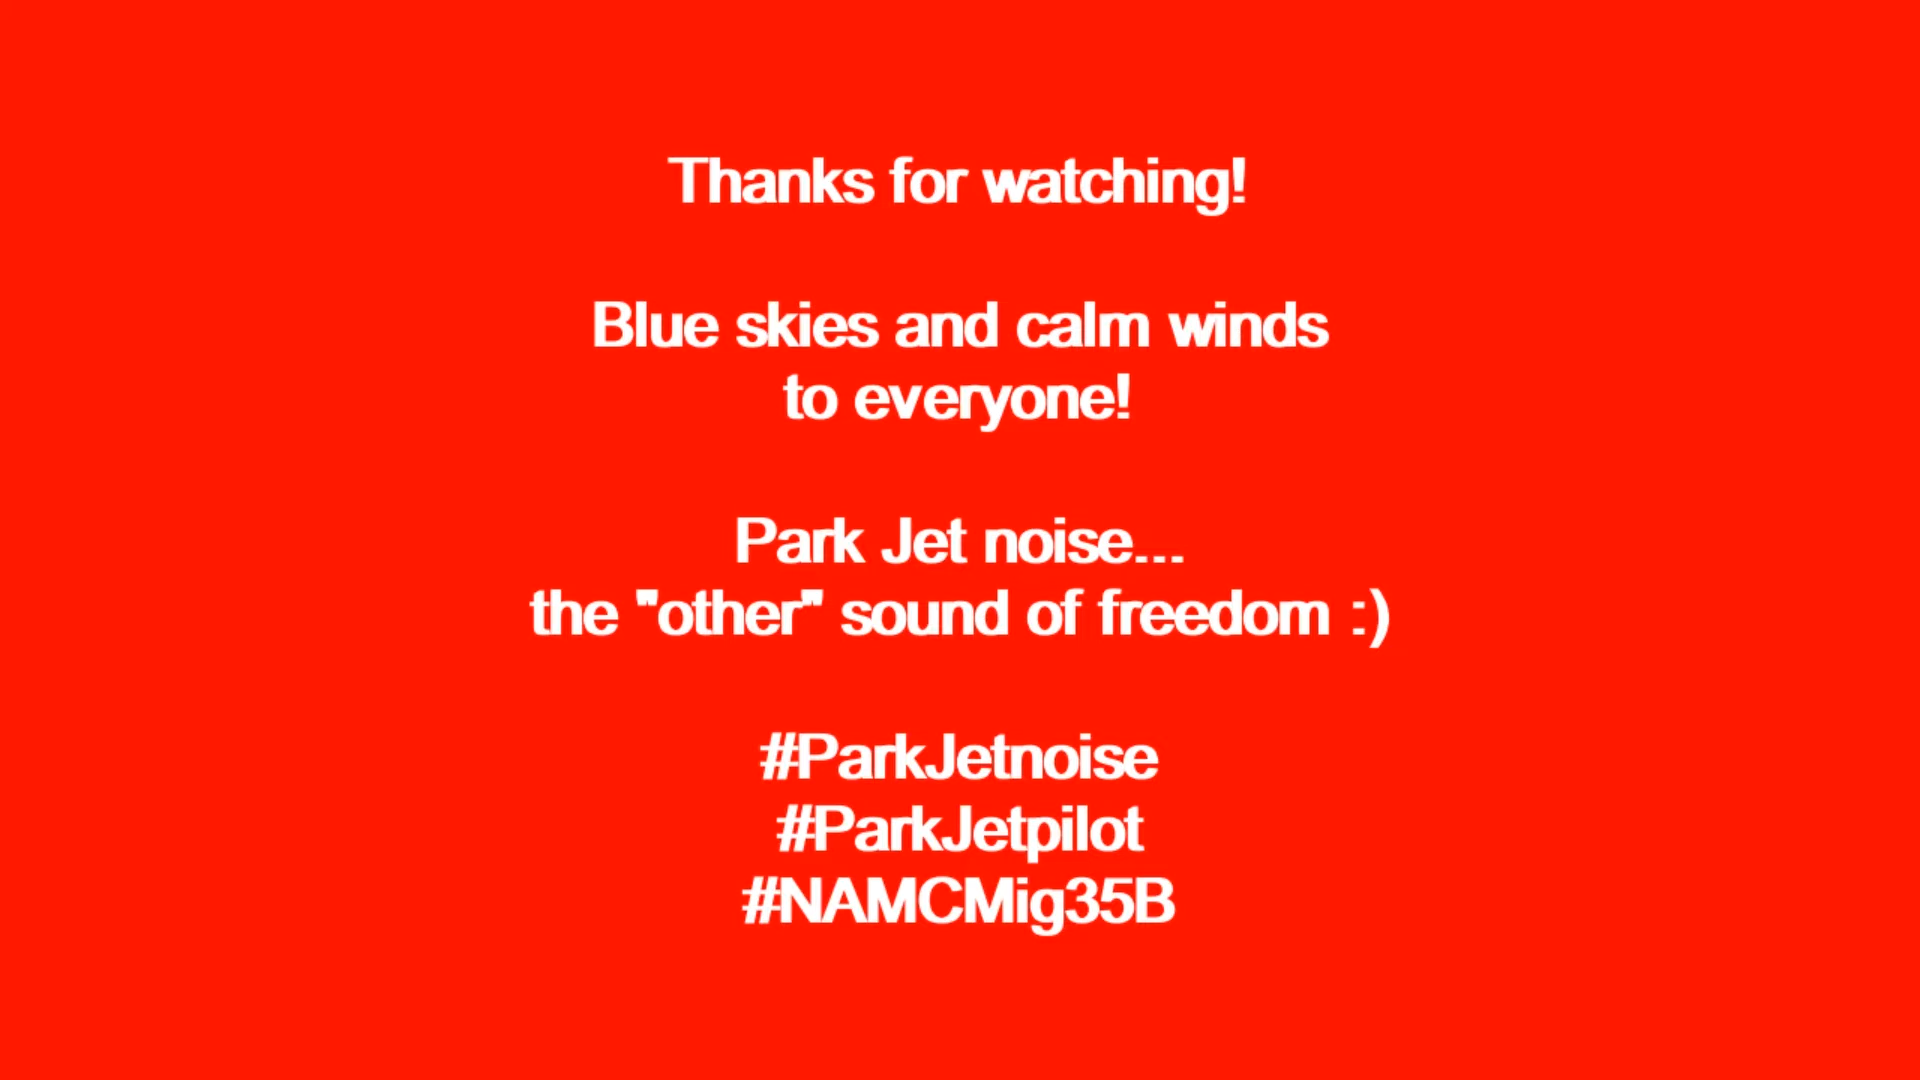 Thanks for watching!
Blue skies and calm winds
to everyone!
Park Jet noise...
the "other" sound of freedom :)
#ParkJetnoise
#ParkJetpilot
#NAMCMig35B